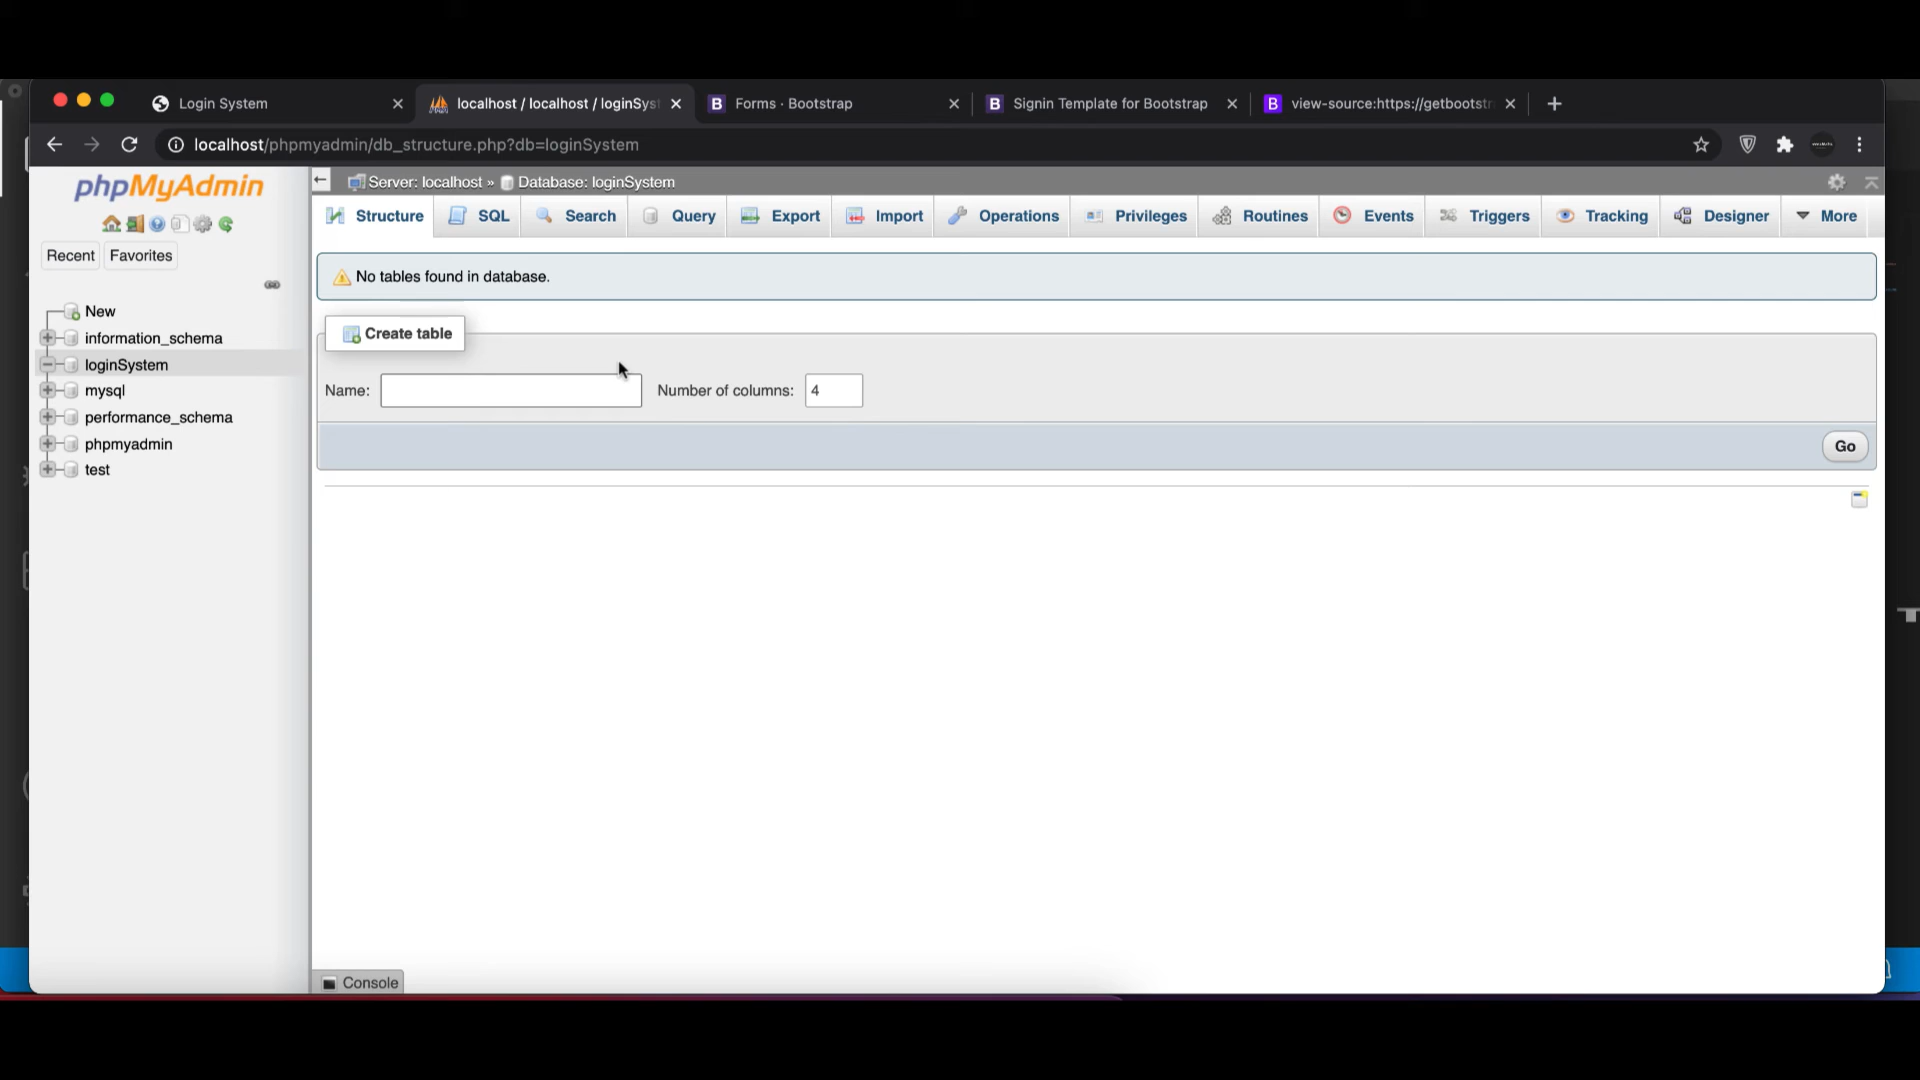 Login System
localhost / localhost / loginSyst
Forms · Bootstrap
Signin Template for Bootstrap
view-source:https://getbootstr
localhost/phpmyadmin/db_structure.php?db=loginSystem
phpMyAdmin
Server: localhost » Database: loginSystem
Structure
SQL
Search
Query
Export
Import
Operations
Privileges
Routines
Events
Triggers
Tracking
Designer
More
Recent
Favorites
No tables found in database.
New
information_schema
loginSystem
mysql
performance_schema
phpmyadmin
test
Create table
Name:
Number of columns: 4
Go
Console